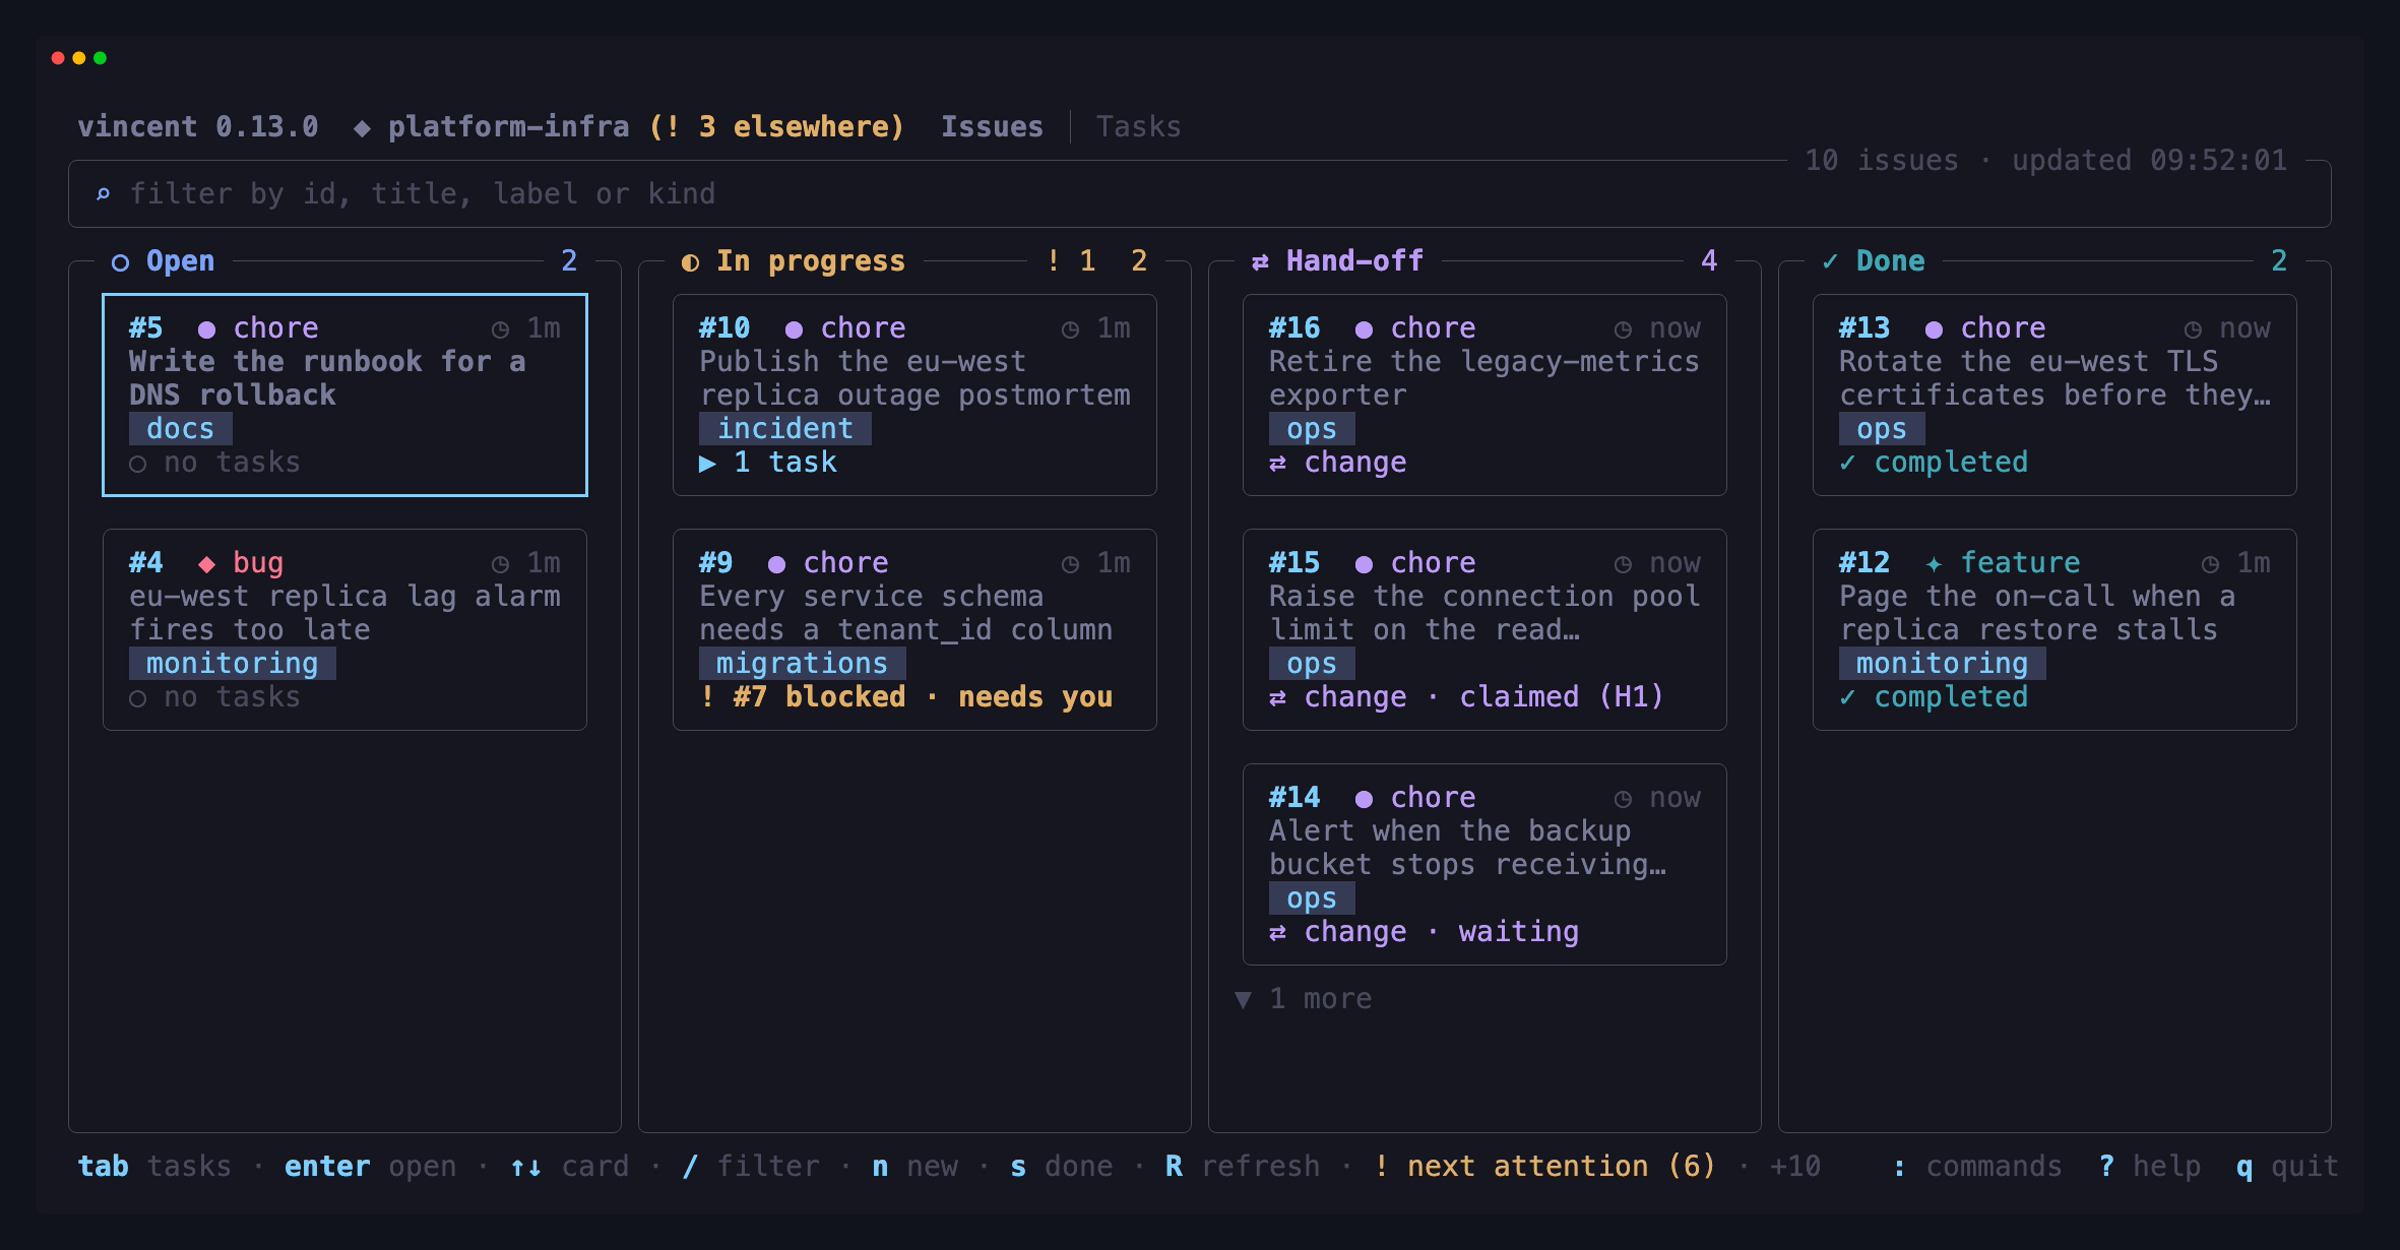 vincent 0.13.0 ◆ platform-infra (! 3 elsewhere) Issues │ Tasks
10 issues · updated 09:52:01
⌕ filter by id, title, label or kind
○ Open 2
#5 ● chore ◷ 1m
Write the runbook for a
DNS rollback
docs
○ no tasks
#4 ◆ bug ◷ 1m
eu-west replica lag alarm
fires too late
monitoring
○ no tasks
◐ In progress ! 1 2
#10 ● chore ◷ 1m
Publish the eu-west
replica outage postmortem
incident
▶ 1 task
#9 ● chore ◷ 1m
Every service schema
needs a tenant_id column
migrations
! #7 blocked · needs you
⇄ Hand-off 4
#16 ● chore ◷ now
Retire the legacy-metrics
exporter
ops
⇄ change
#15 ● chore ◷ now
Raise the connection pool
limit on the read…
ops
⇄ change · claimed (H1)
#14 ● chore ◷ now
Alert when the backup
bucket stops receiving…
ops
⇄ change · waiting
▼ 1 more
✓ Done 2
#13 ● chore ◷ now
Rotate the eu-west TLS
certificates before they…
ops
✓ completed
#12 ✦ feature ◷ 1m
Page the on-call when a
replica restore stalls
monitoring
✓ completed
tab tasks · enter open · ↑↓ card · / filter · n new · s done · R refresh · ! next attention (6) · +10 : commands ? help q quit